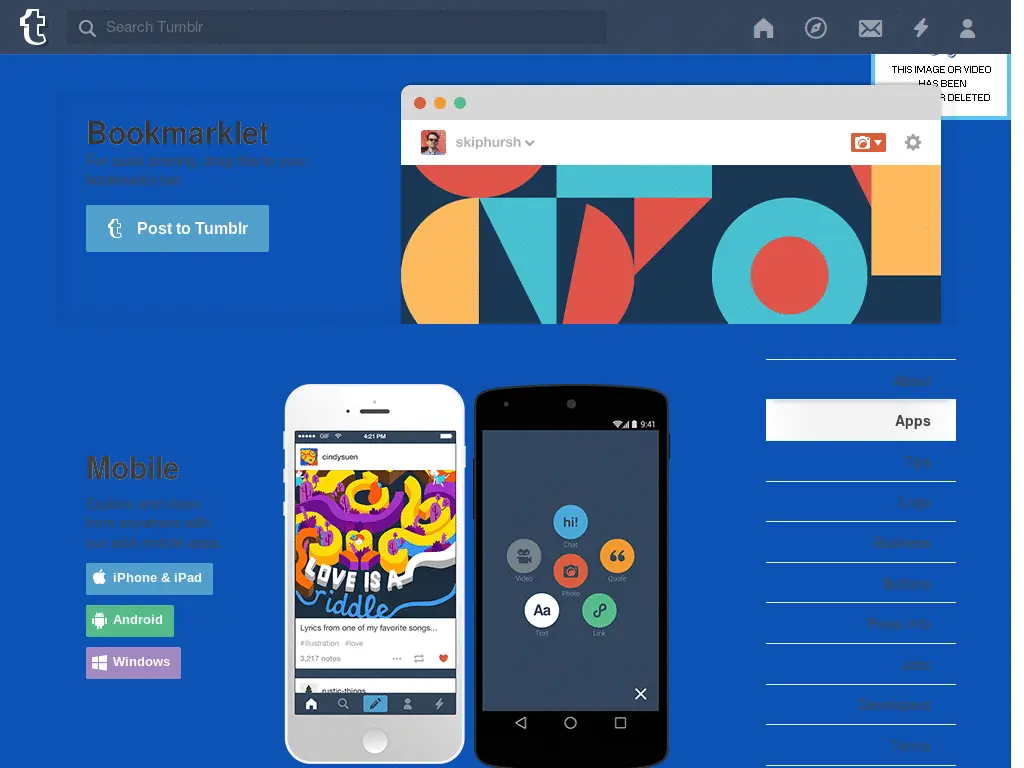 Search Tumblr
THIS IMAGE OR VIDEO
HAS BEEN
R DELETED
skiphursh
Bookmarklet
For quick sharing, drag this to your
bookmarks bar.
Post to Tumblr
About
Apps
Tips
Logo
Business
Buttons
Press Info
Jobs
Developers
Terms
GIF
4:21 PM
cindysuen
LOVE IS A
riddle
Lyrics from one of my favorite songs...
#illustration #love
3,217 notes
rustic-things
9:41
hi!
Chat
Video
Quote
Photo
Aa
Text
Link
Mobile
from anywhere with
our slick mobile apps.
iPhone & iPad
Android
Windows